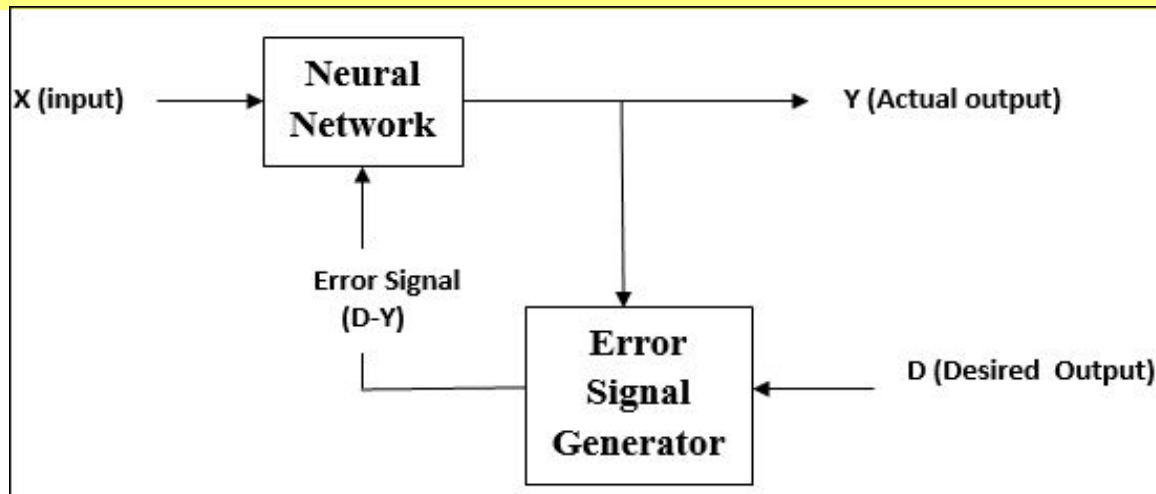 Neural
Network
X (input)
Y (Actual output)
Error Signal
(D-Y)
Error
Signal
Generator
D (Desired Output)